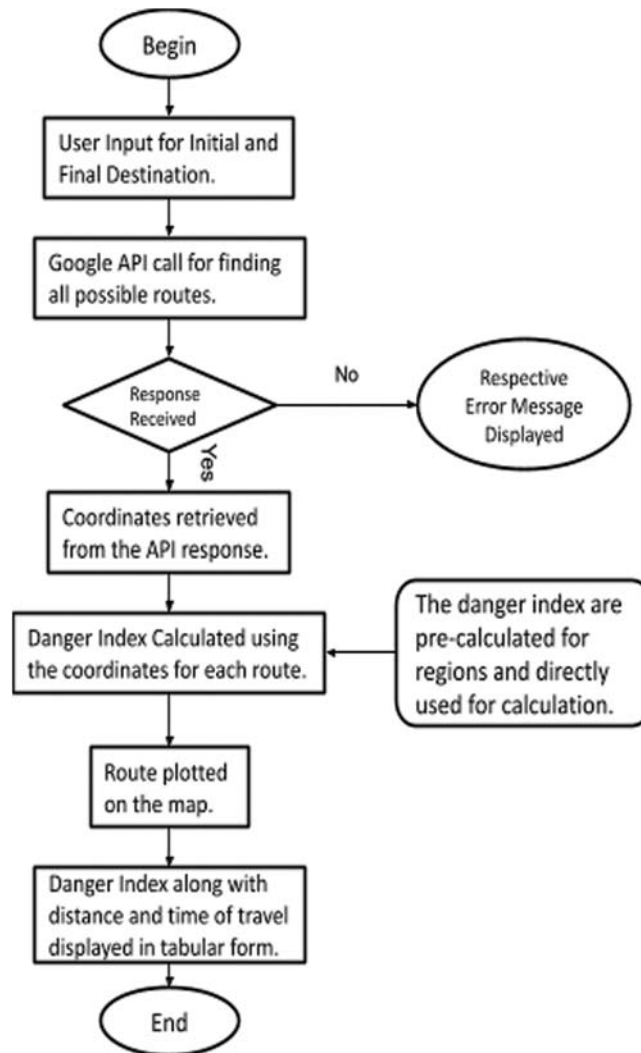 Begin
User Input for Initial and
Final Destination.
Google API call for finding
all possible routes.
Response
Received
No
Respective
Error Message
Displayed
Yes
Coordinates retrieved
from the API response.
Danger Index Calculated using
the coordinates for each route.
The danger index are
pre-calculated for
regions and directly
used for calculation.
Route plotted
on the map.
Danger Index along with
distance and time of travel
displayed in tabular form.
End